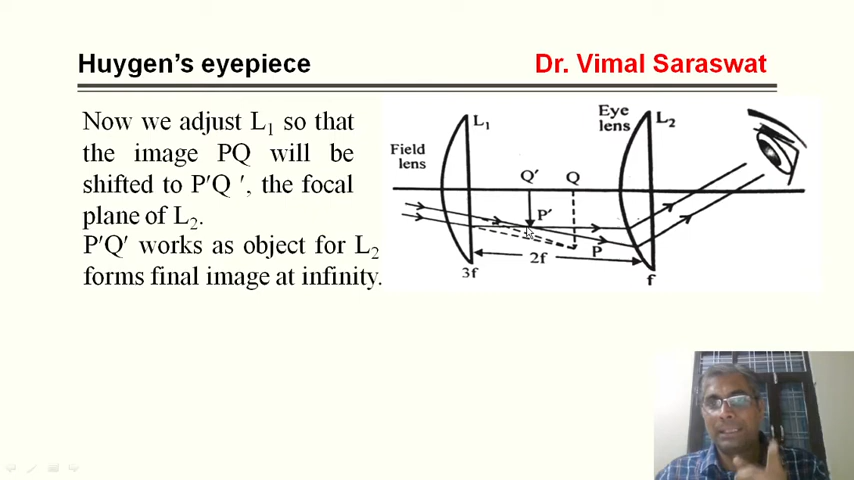 Huygen's eyepiece
Dr. Vimal Saraswat
Now we adjust L₁ so that
the image PQ will be
shifted to P'Q ', the focal
plane of L₂.
P'Q' works as object for L₂
forms final image at infinity.
Field
lens
L₁
Q'
Q
P'
P
2f
3f
Eye
lens
L₂
f